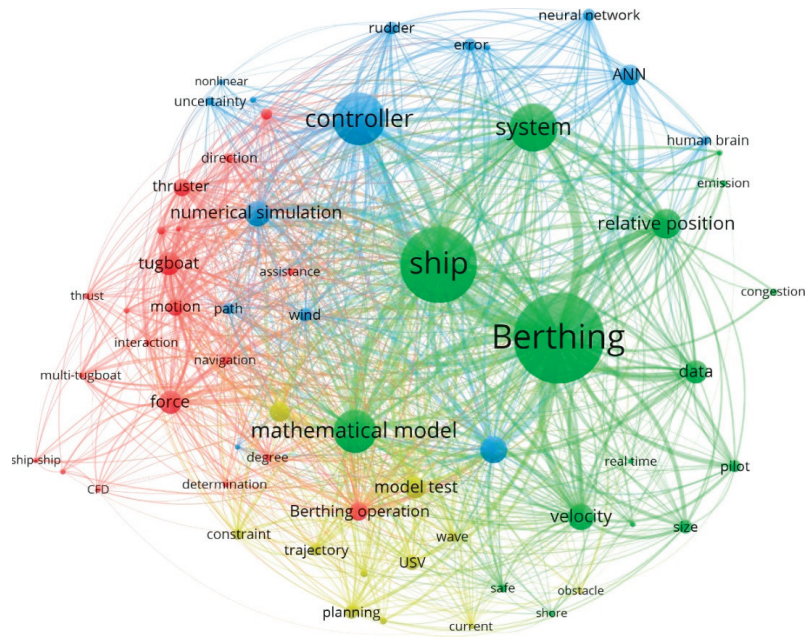 neural network
rudder
error
ANN
nonlinear
uncertainty
controller
system
human brain
direction
emission
thruster
numerical simulation
relative position
ship
tugboat
assistance
congestion
thrust
motion
path
wind
Berthing
interaction
navigation
multi-tugboat
data
force
mathematical model
ship-ship
degree
real time
pilot
CFD
determination
model test
Berthing operation
velocity
size
constraint
wave
trajectory
USV
safe
obstacle
planning
current
shore